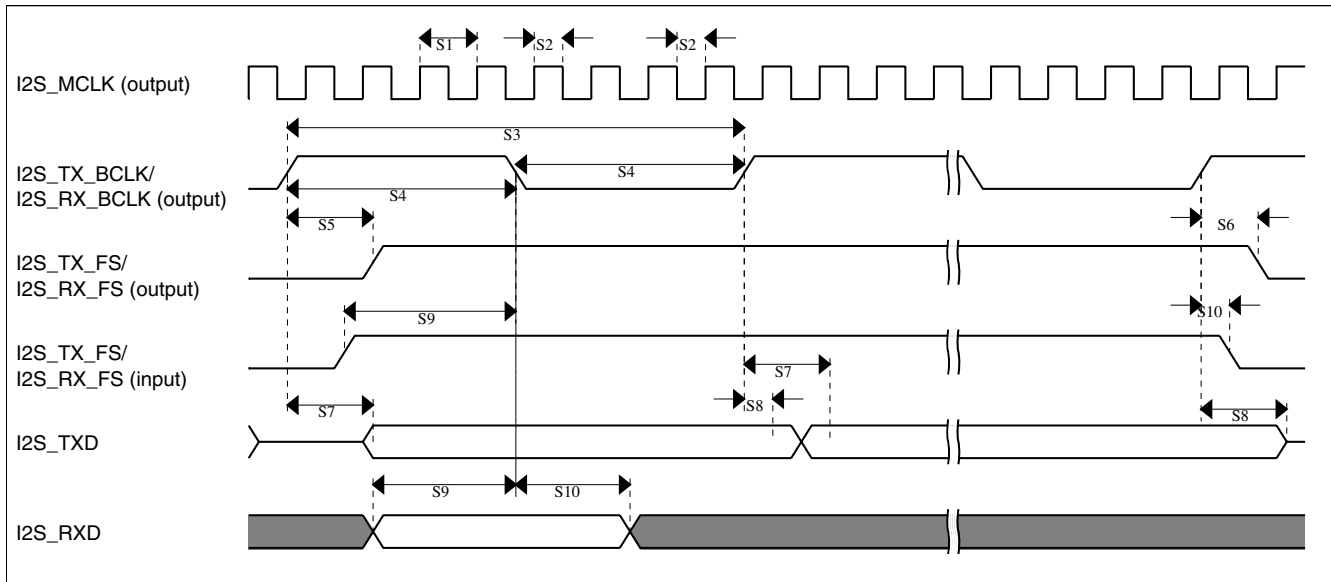 S1
S2
S2
I2S_MCLK (output)
S3
I2S_TX_BCLK/
I2S_RX_BCLK (output)
S4
S4
S5
S6
I2S_TX_FS/
I2S_RX_FS (output)
S9
S10
I2S_TX_FS/
I2S_RX_FS (input)
S7
S7
S8
S8
I2S_TXD
S9
S10
I2S_RXD